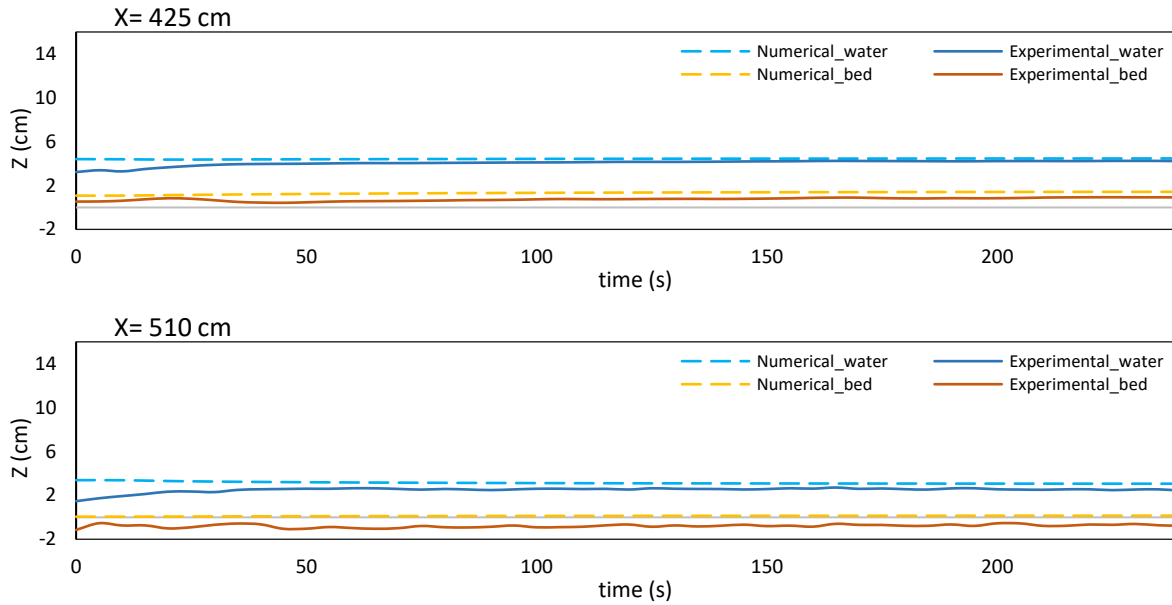 X= 425 cm
Z (cm)
14
10
6
2
-2
Numerical_water Experimental_water
Numerical_bed Experimental_bed
0 50 100 150 200
time (s)
X= 510 cm
Z (cm)
14
10
6
2
-2
Numerical_water Experimental_water
Numerical_bed Experimental_bed
0 50 100 150 200
time (s)